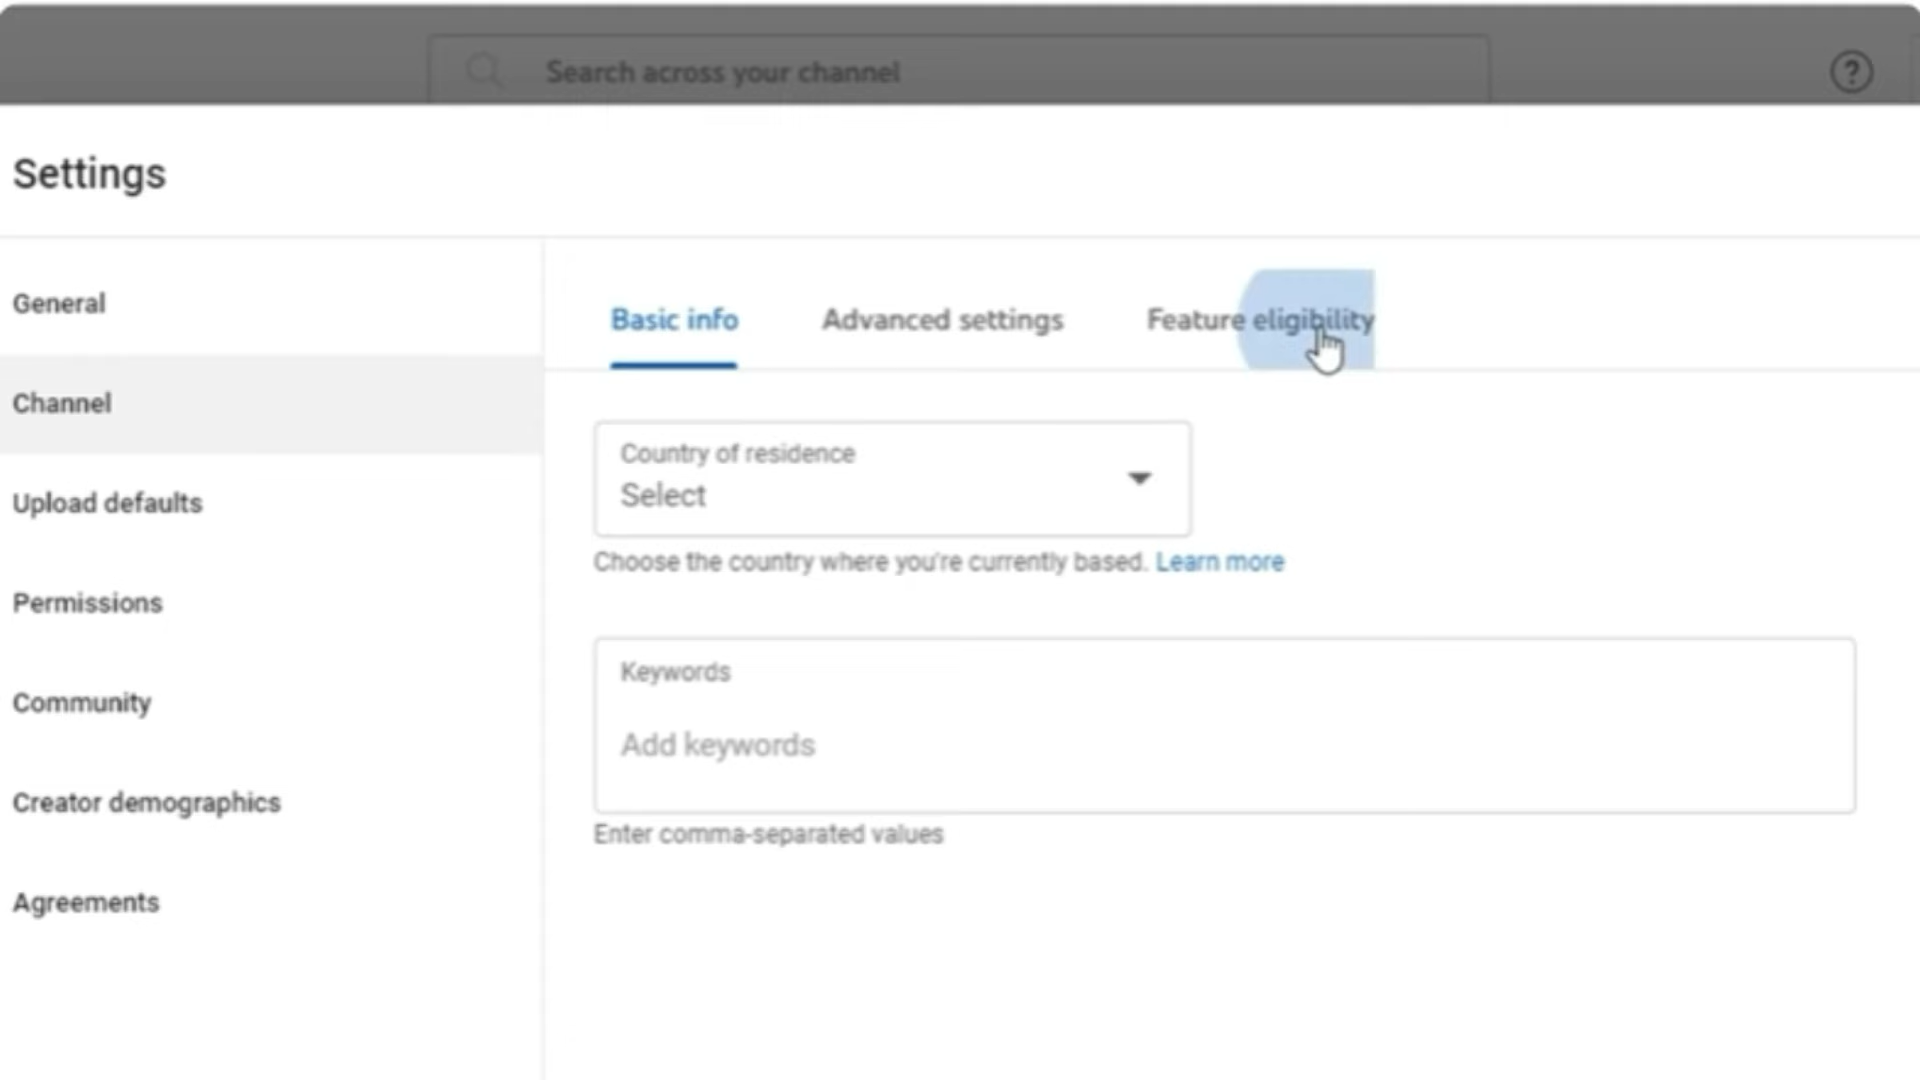 Search across your channel
?
Settings
General
Channel
Upload defaults
Permissions
Community
Creator demographics
Agreements
Basic info Advanced settings Feature eligibility
Country of residence
Select
Choose the country where you're currently based. Learn more
Keywords
Add keywords
Enter comma-separated values